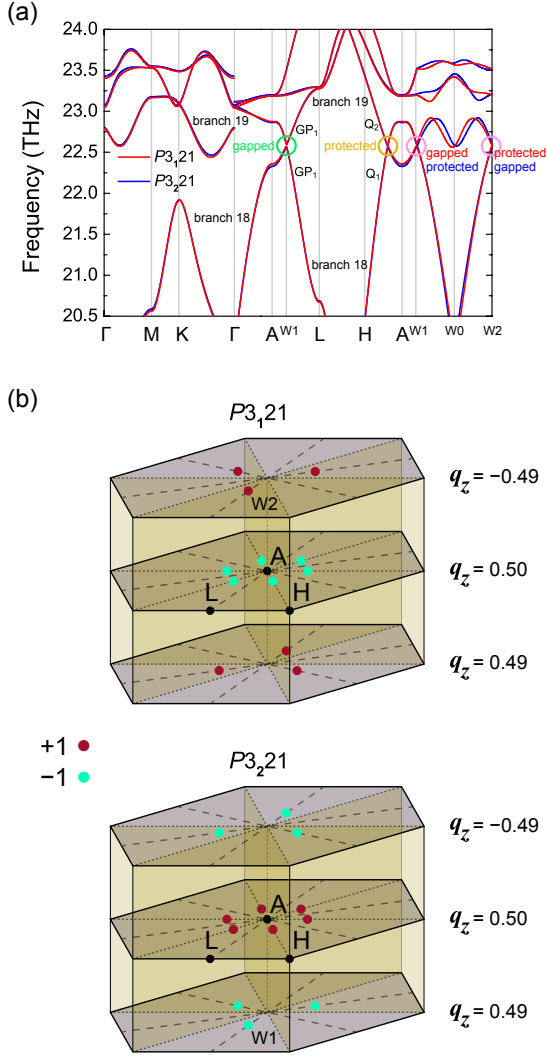 (a)
24.0
23.5
23.0
22.5
22.0
21.5
21.0
20.5
Frequency (THz)
branch 19
branch 19
GP₁
Q₂
gapped
protected
gapped
protected
protected
gapped
P3₁21
P3₂21
GP₁
Q₁
branch 18
branch 18
Γ M K Γ A W1 L H A W1 W0 W2
(b)
P3₁21
q_z = −0.49
W2
A
q_z = 0.50
L H
q_z = 0.49
+1
−1
P3₂21
q_z = −0.49
A
q_z = 0.50
L H
q_z = 0.49
W1